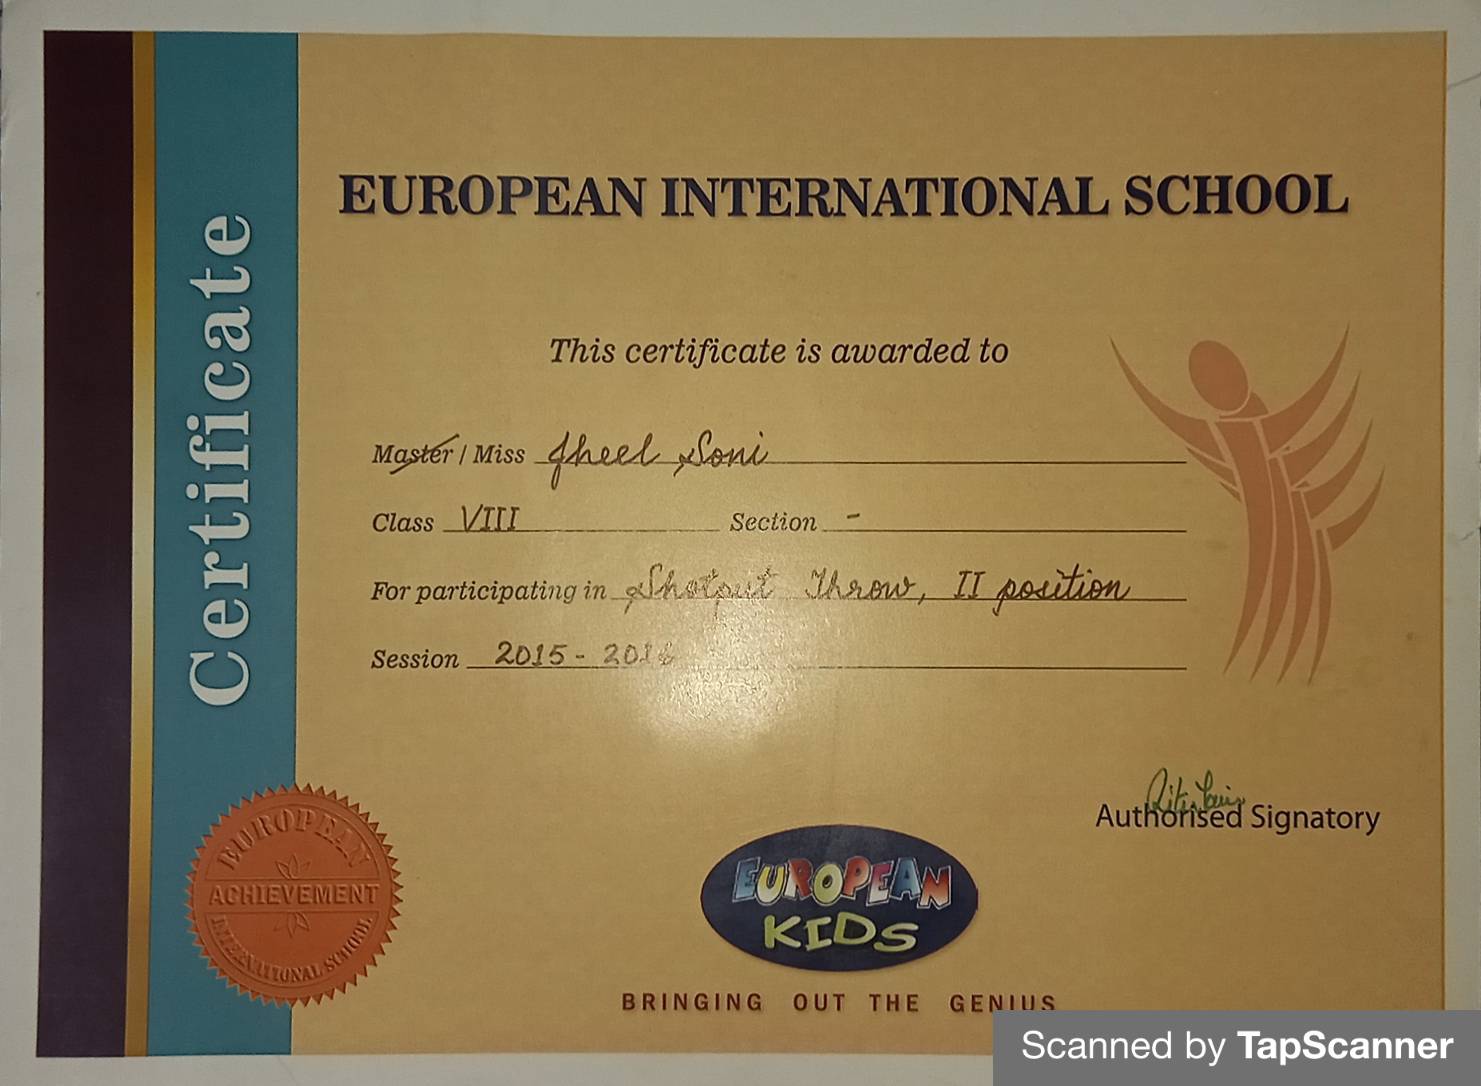 Certificate
EUROPEAN INTERNATIONAL SCHOOL
This certificate is awarded to
Master / Miss Jheel Soni
Class VIII Section -
For participating in Shotput Throw, II position
Session 2015 - 2016
Authorised Signatory
EUROPEAN
ACHIEVEMENT
INTERNATIONAL SCHOOL
EUROPEAN
KIDS
BRINGING OUT THE GENIUS
Scanned by TapScanner